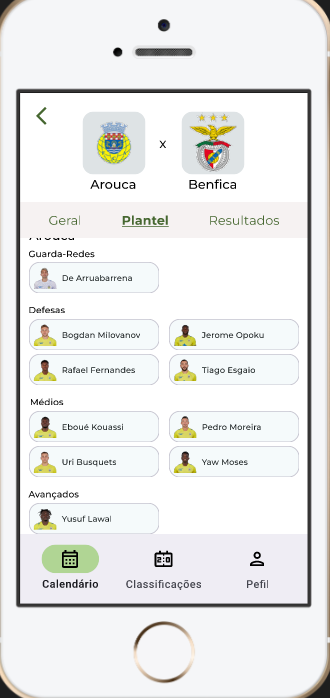 Arouca
x
Benfica
Geral
Plantel
Resultados
Arouca
Guarda-Redes
De Arruabarrena
Defesas
Bogdan Milovanov
Jerome Opoku
Rafael Fernandes
Tiago Esgaio
Médios
Eboué Kouassi
Pedro Moreira
Uri Busquets
Yaw Moses
Avançados
Yusuf Lawal
Calendário
Classificações
Pefil